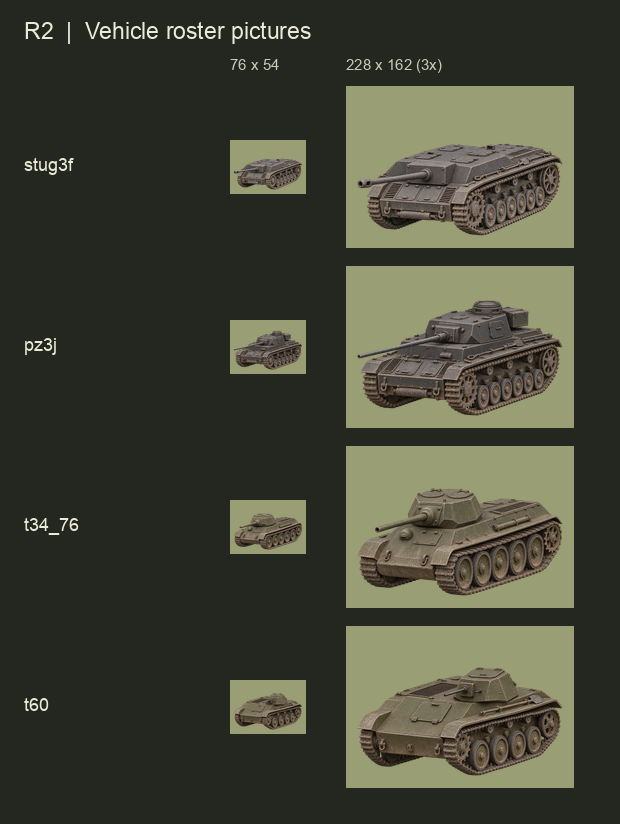 R2 | Vehicle roster pictures
76 x 54 228 x 162 (3x)
stug3f
pz3j
t34_76
t60